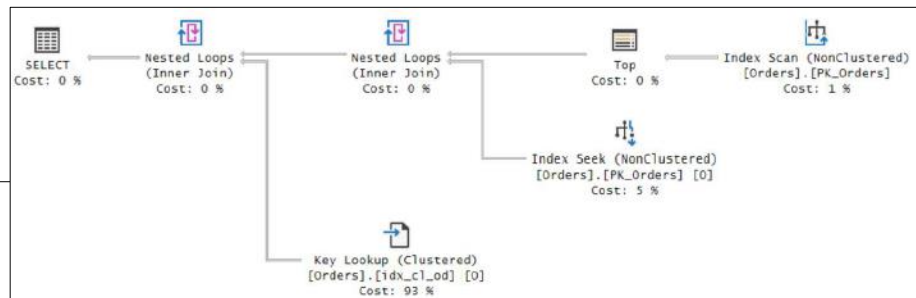 SELECT
Cost: 0 %
Nested Loops
(Inner Join)
Cost: 0 %
Nested Loops
(Inner Join)
Cost: 0 %
Top
Cost: 0 %
Index Scan (NonClustered)
[Orders].[PK_Orders]
Cost: 1 %
Index Seek (NonClustered)
[Orders].[PK_Orders] [O]
Cost: 5 %
Key Lookup (Clustered)
[Orders].[idx_cl_od] [O]
Cost: 93 %